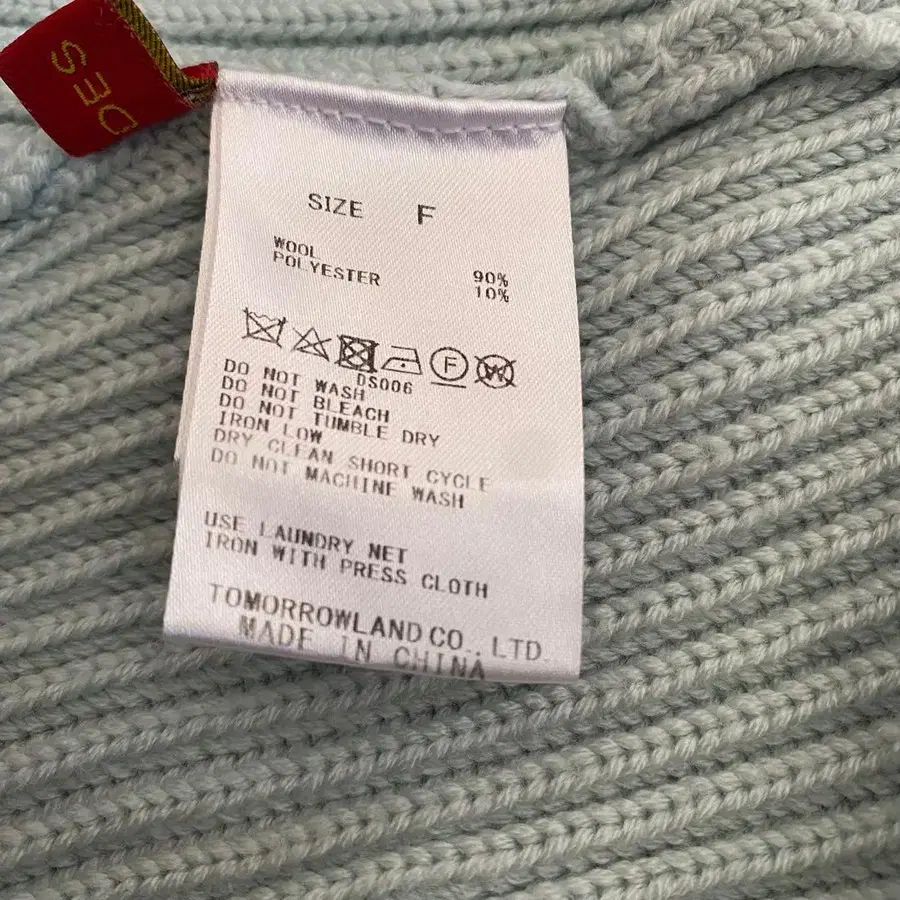 DES
SIZE F
WOOL 90%
POLYESTER 10%
F W
DS006
DO NOT WASH
DO NOT BLEACH
DO NOT TUMBLE DRY
IRON LOW
DRY CLEAN SHORT CYCLE
DO NOT MACHINE WASH
USE LAUNDRY NET
IRON WITH PRESS CLOTH
TOMORROWLAND CO., LTD.
MADE IN CHINA